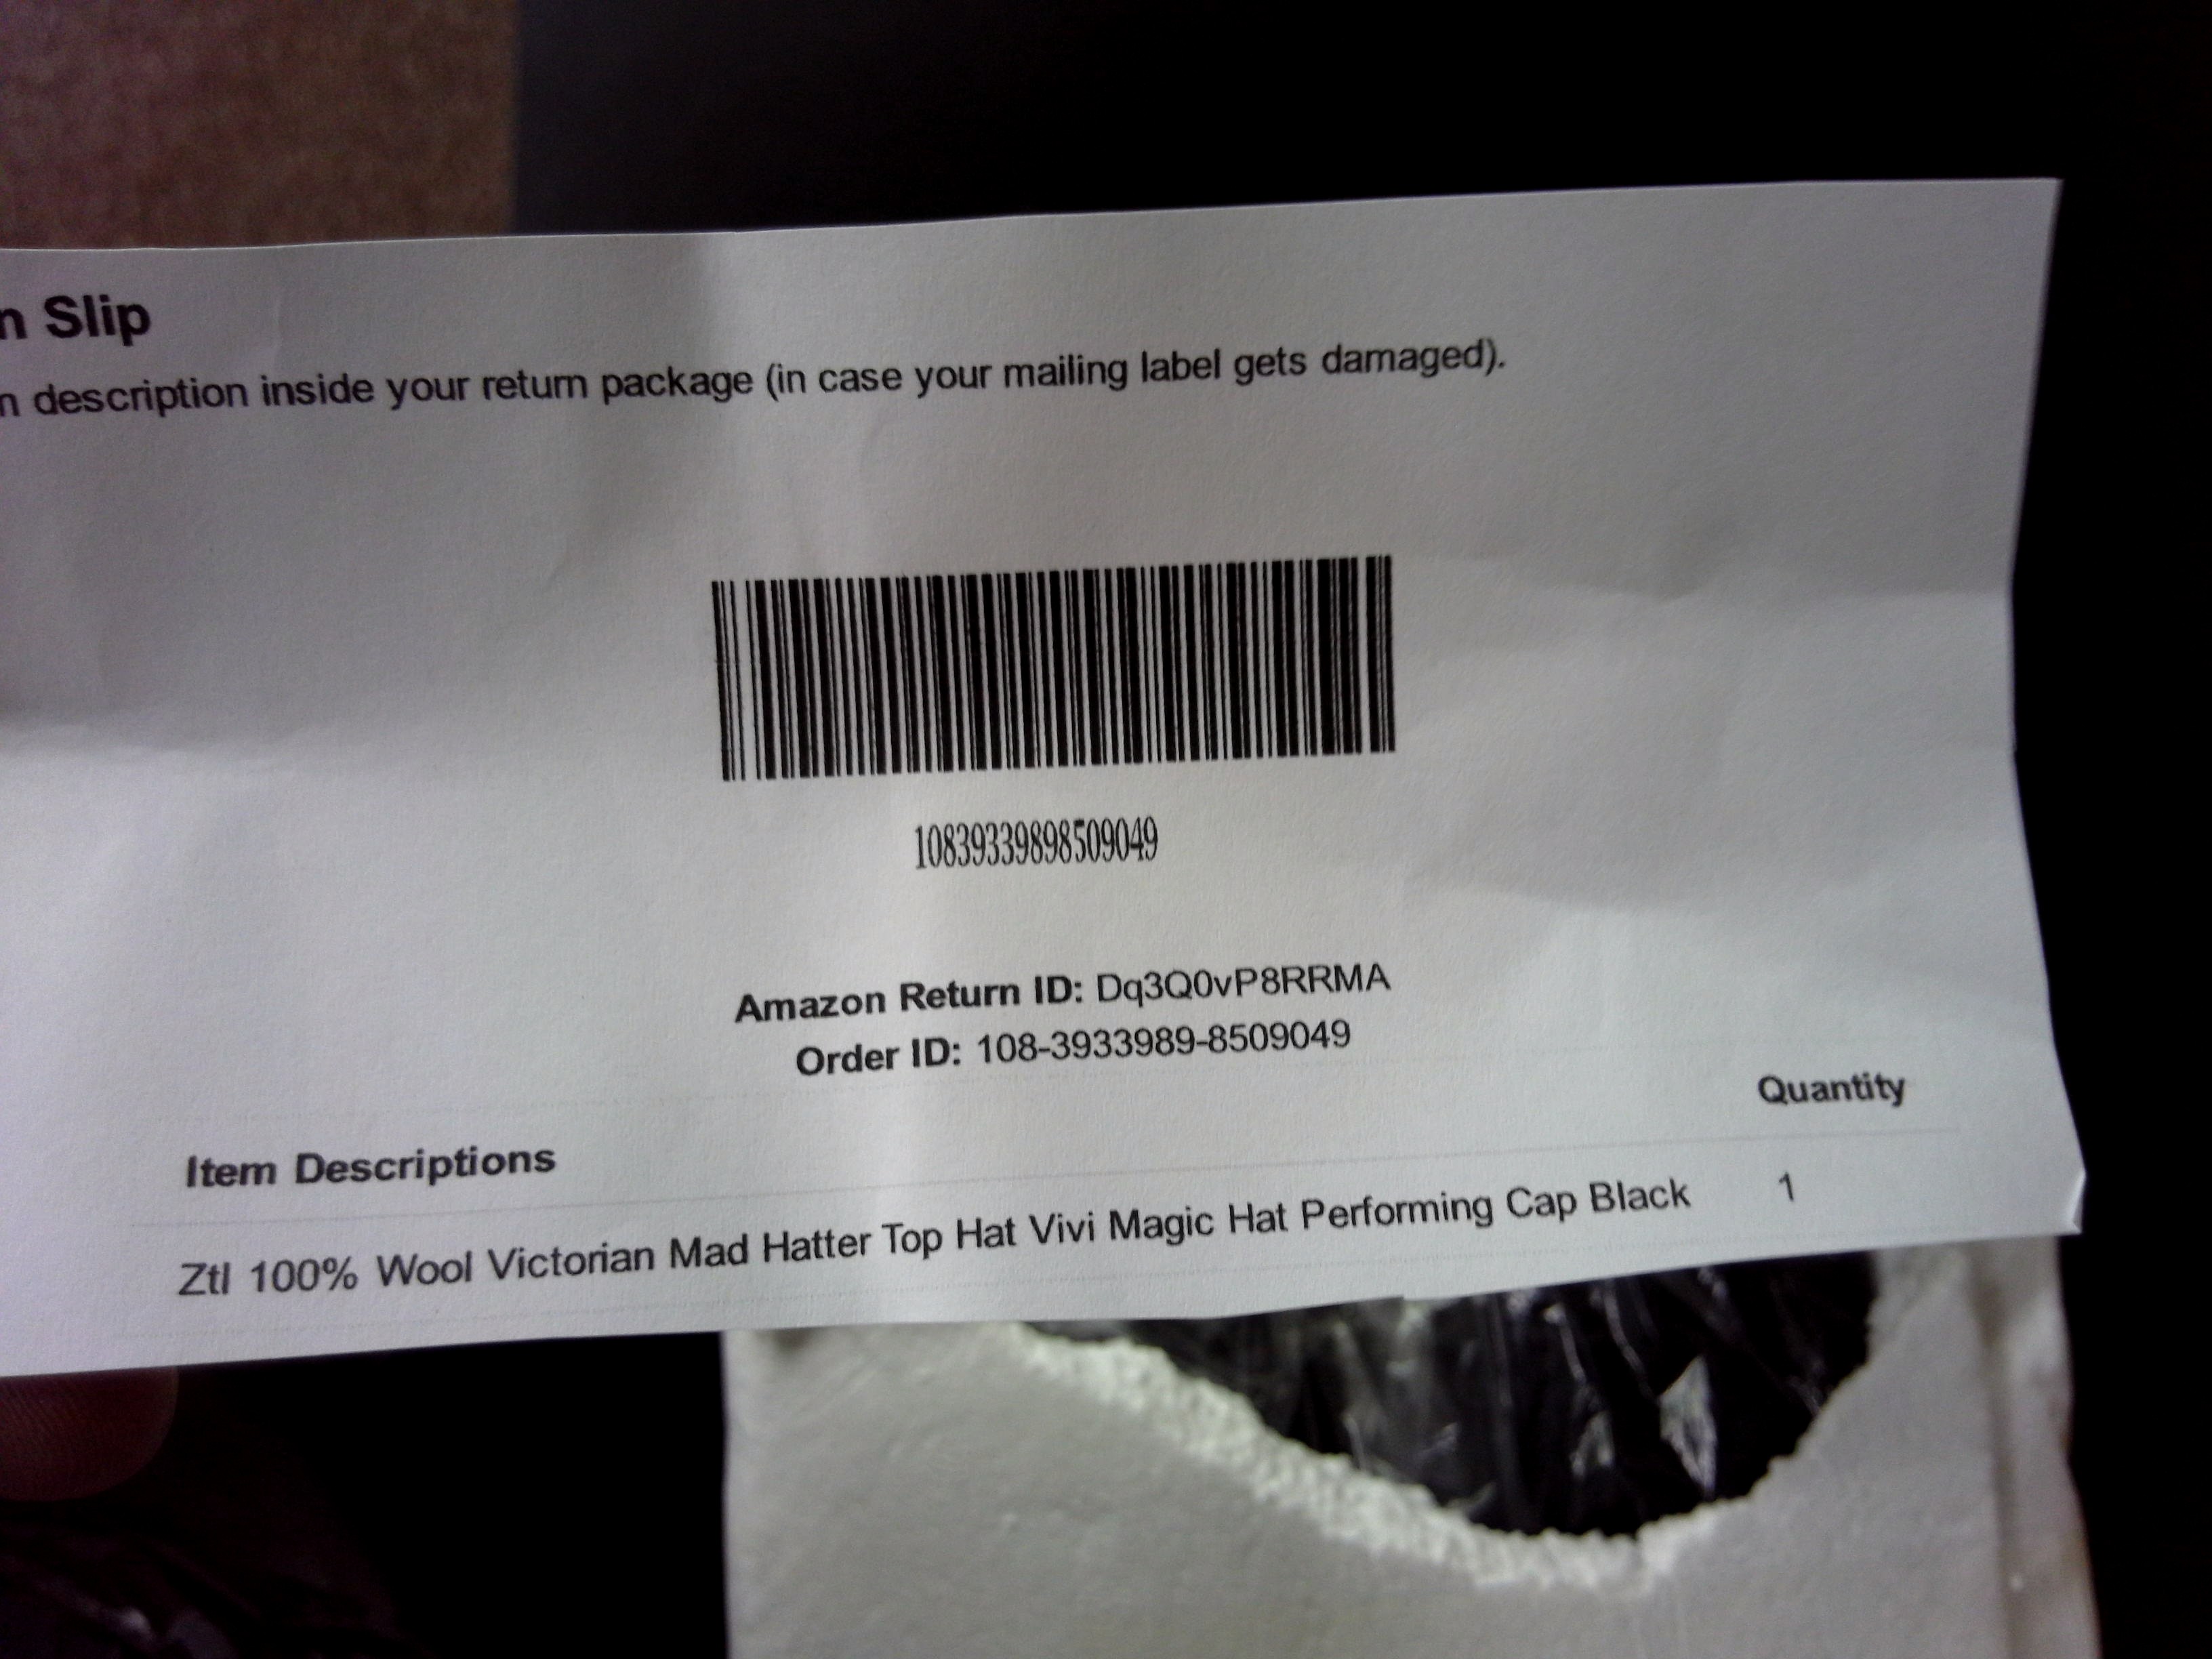 n Slip
n description inside your return package (in case your mailing label gets damaged).
10839339898509049
Amazon Return ID: Dq3Q0vP8RRMA
Order ID: 108-3933989-8509049
Quantity
Item Descriptions
Ztl 100% Wool Victorian Mad Hatter Top Hat Vivi Magic Hat Performing Cap Black 1